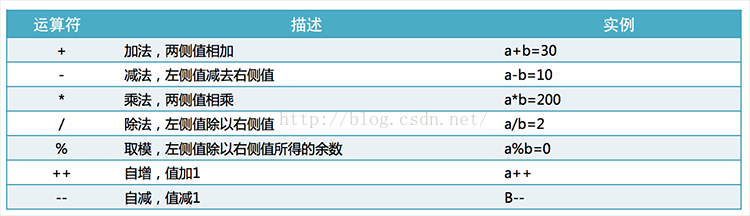 运算符 描述 实例
+ 加法，两侧值相加 a+b=30
- 减法，左侧值减去右侧值 a-b=10
* 乘法，两侧值相乘 a*b=200
/ 除法，左侧值除以右侧值 a/b=2
http://blog.csdn.net/
% 取模，左侧值除以右侧值所得的余数 a%b=0
++ 自增，值加1 a++
-- 自减，值减1 B--